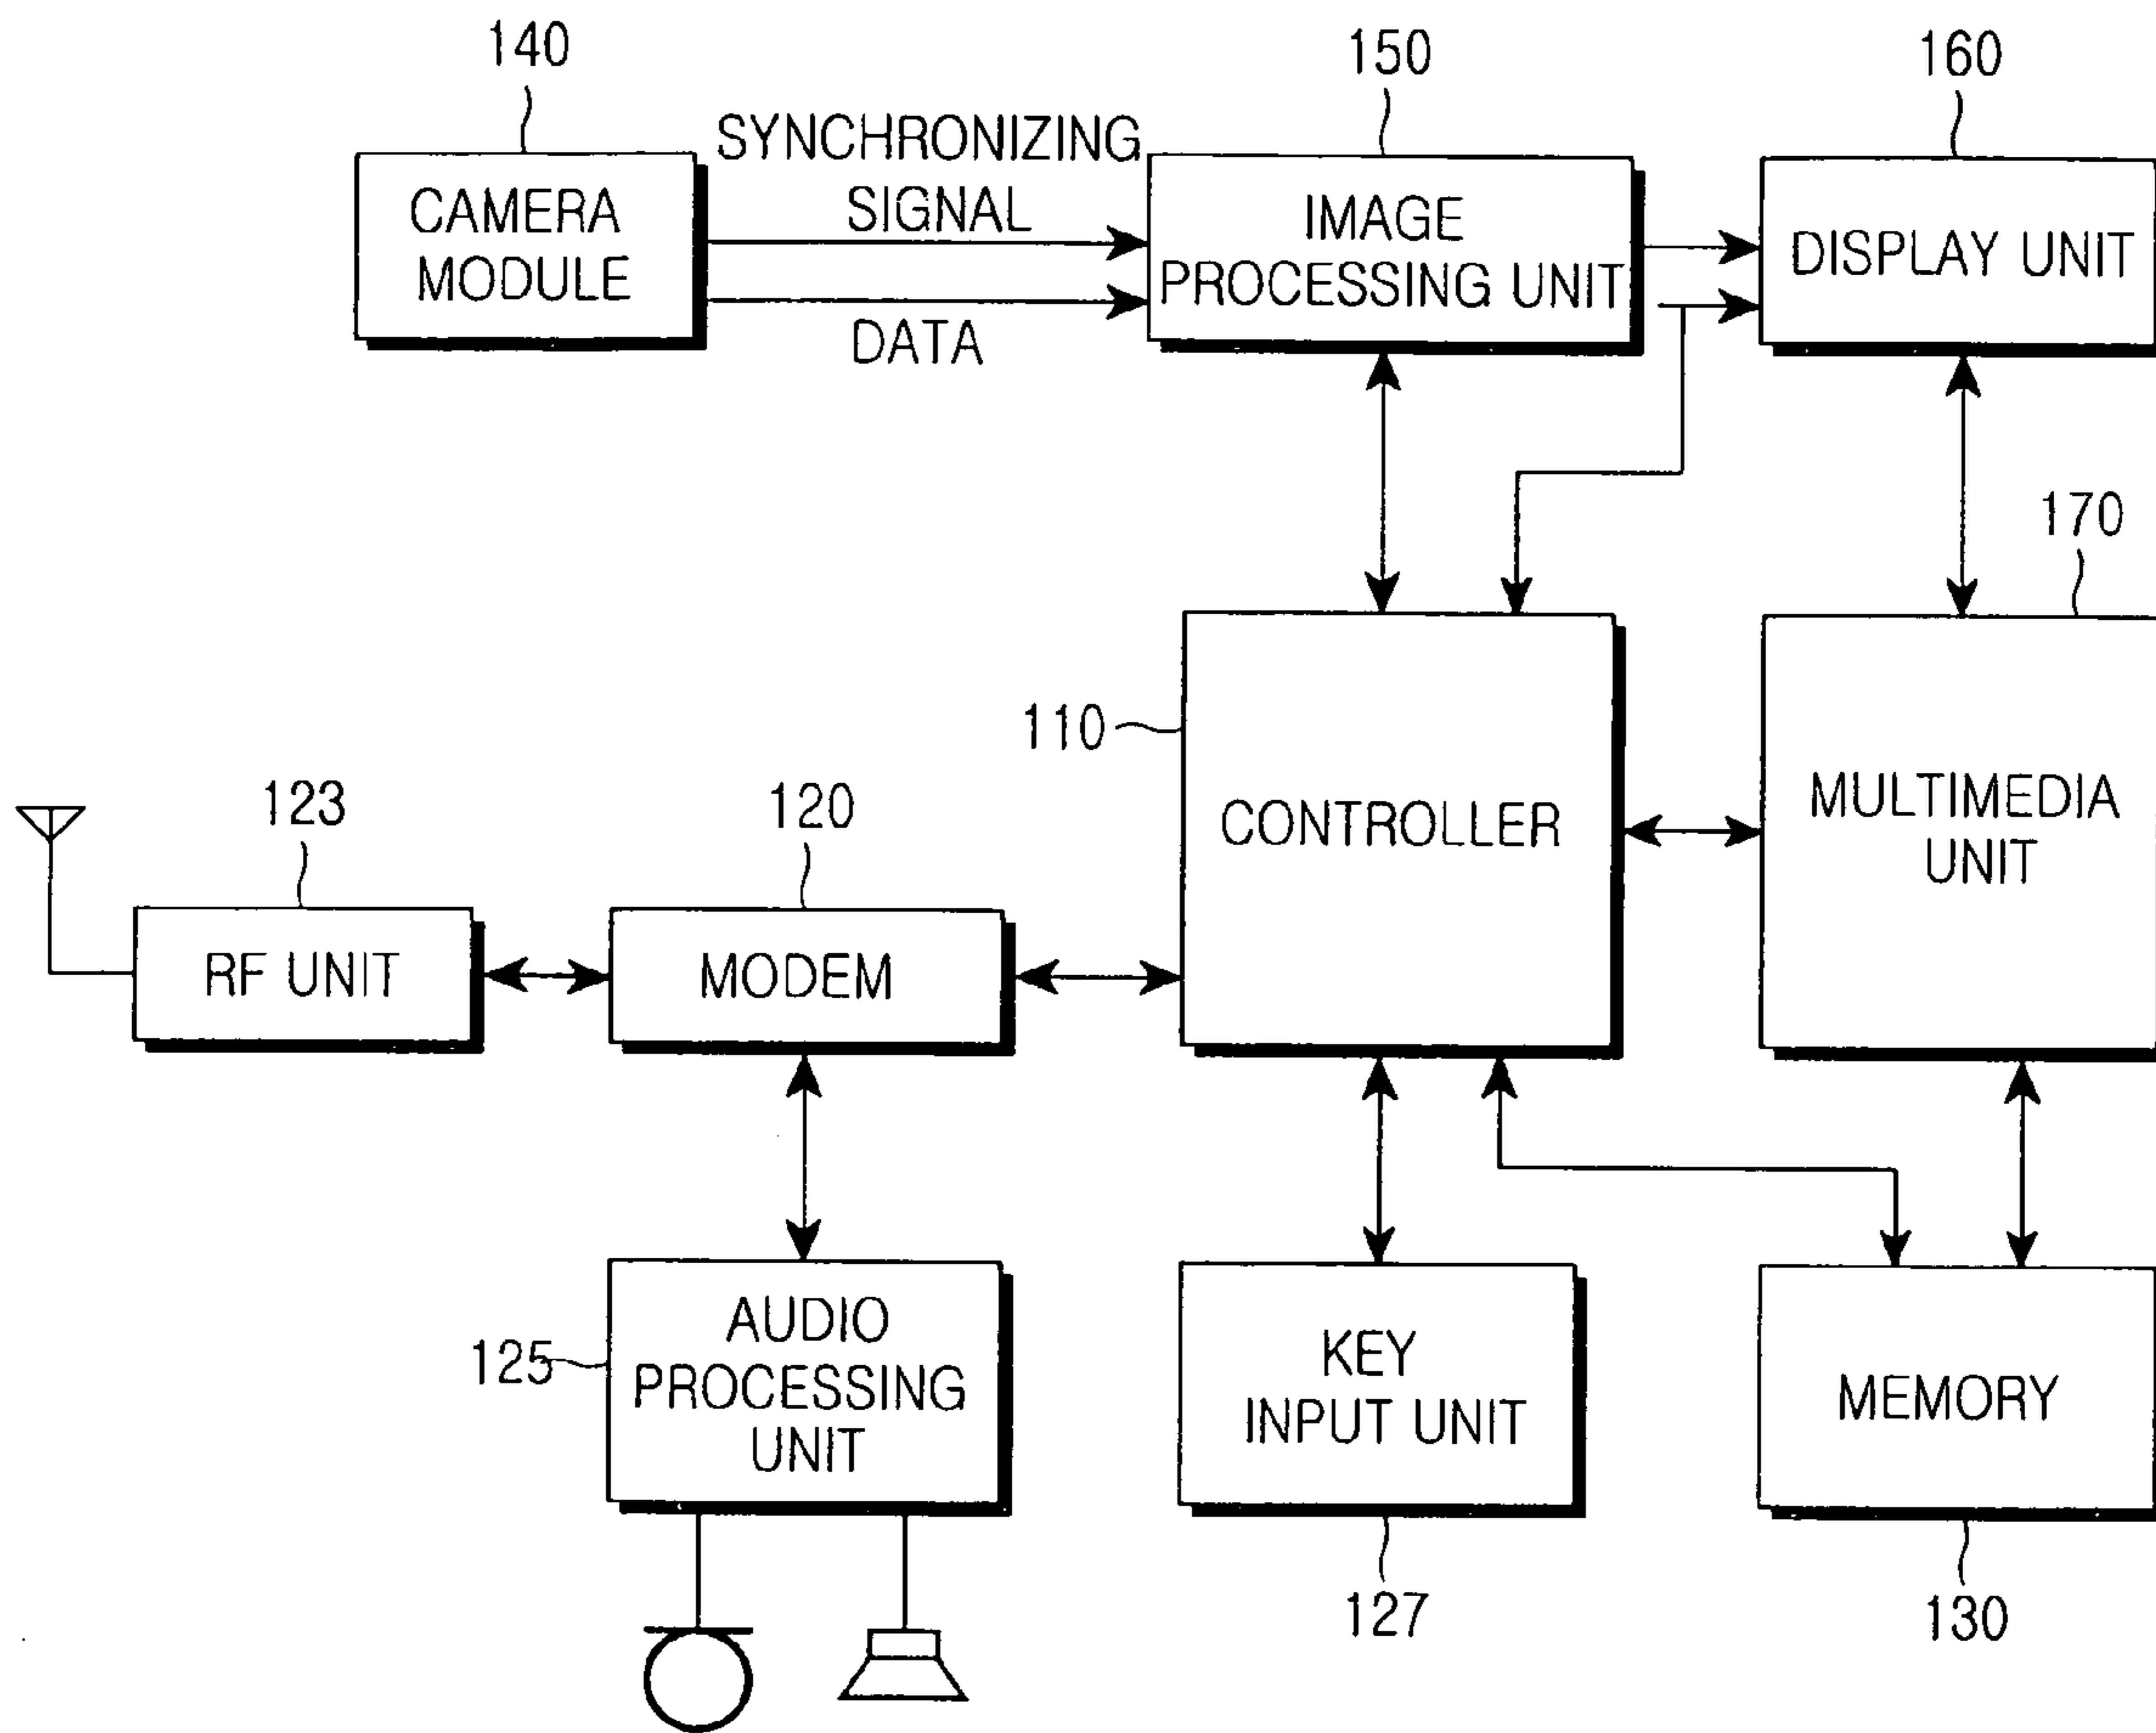 140
150
160
SYNCHRONIZING
SIGNAL
DATA
CAMERA
MODULE
IMAGE
PROCESSING UNIT
DISPLAY UNIT
170
110
CONTROLLER
MULTIMEDIA
UNIT
123
120
RF UNIT
MODEM
125
AUDIO
PROCESSING
UNIT
KEY
INPUT UNIT
MEMORY
127
130